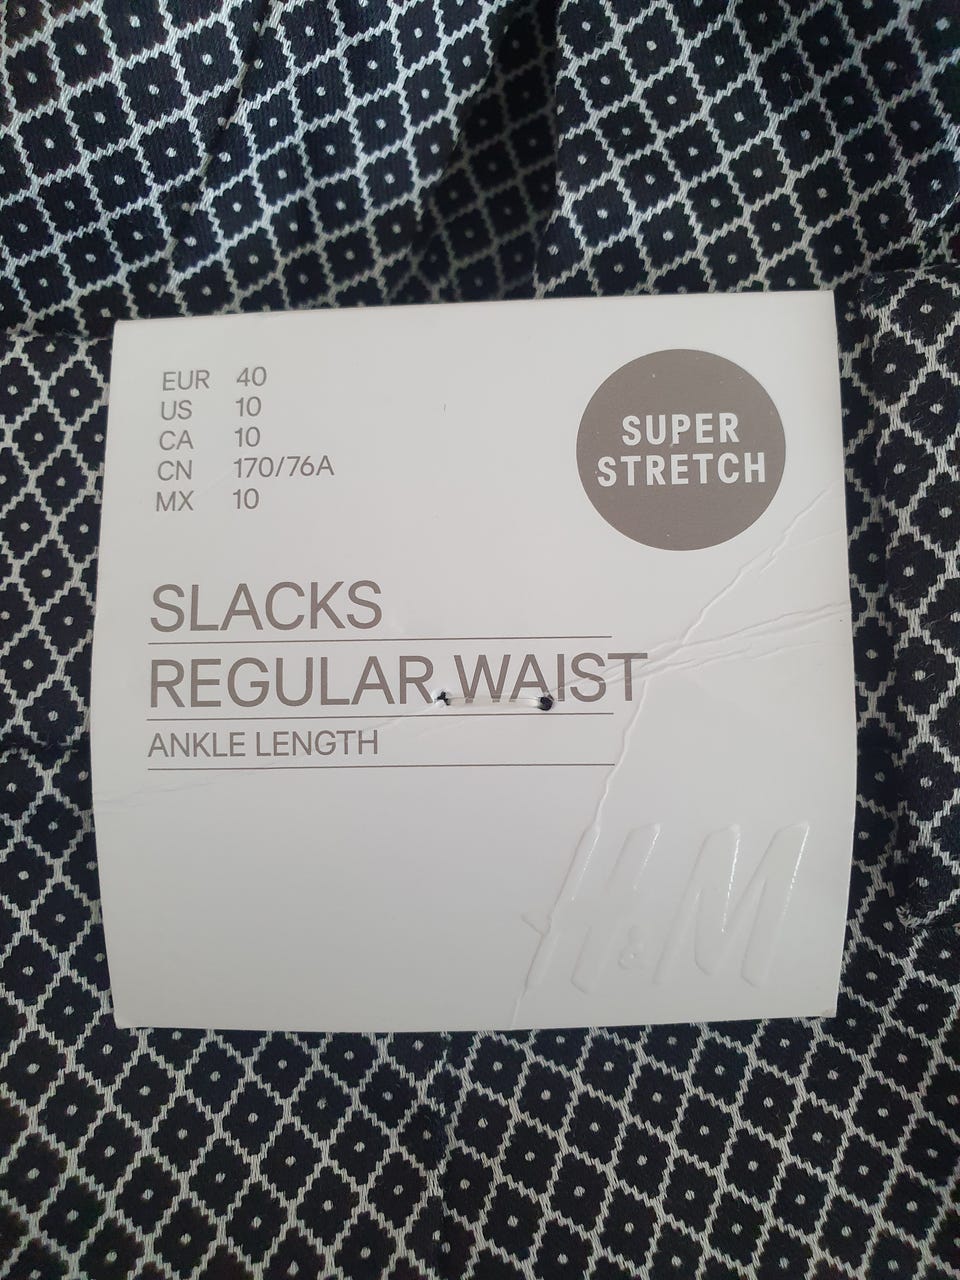 EUR 40
US 10
CA 10
CN 170/76A
MX 10
SUPER
STRETCH
SLACKS
REGULAR WAIST
ANKLE LENGTH
H&M